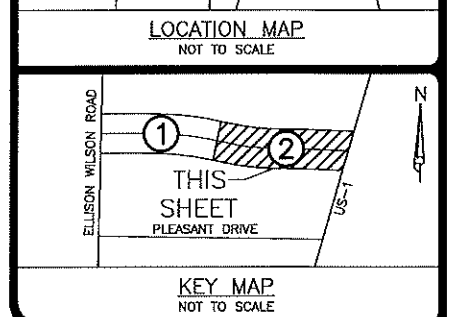 LOCATION MAP
NOT TO SCALE
ELLISON WILSON ROAD
1
2
N
THIS
SHEET
US-1
PLEASANT DRIVE
KEY MAP
NOT TO SCALE